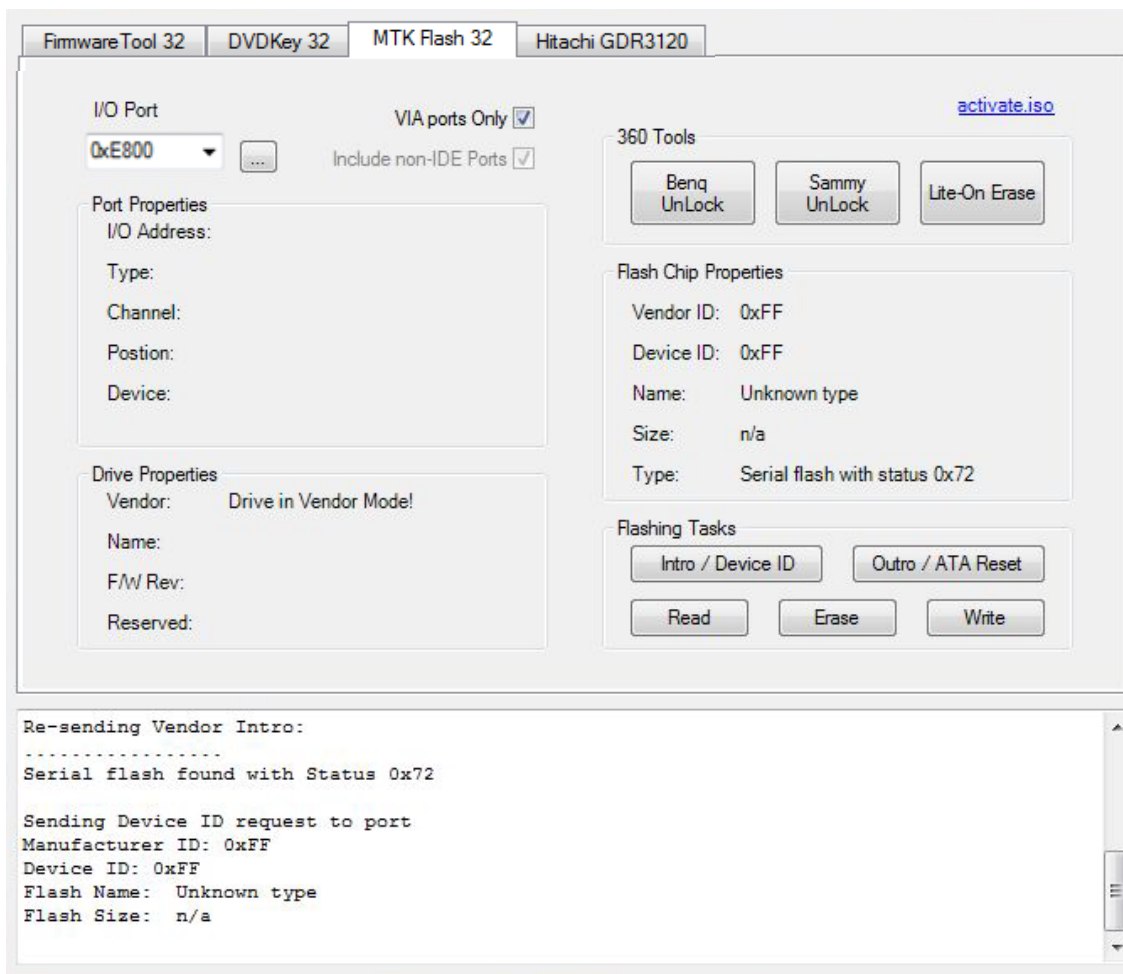 FirmwareTool 32
DVDKey 32
MTK Flash 32
Hitachi GDR3120
I/O Port
VIA ports Only
0xE800
...
Include non-IDE Ports
Port Properties
I/O Address:
Type:
Channel:
Postion:
Device:
Drive Properties
Vendor: Drive in Vendor Mode!
Name:
F/W Rev:
Reserved:
activate.iso
360 Tools
Benq
UnLock
Sammy
UnLock
Lite-On Erase
Flash Chip Properties
Vendor ID: 0xFF
Device ID: 0xFF
Name: Unknown type
Size: n/a
Type: Serial flash with status 0x72
Flashing Tasks
Intro / Device ID
Outro / ATA Reset
Read
Erase
Write
Re-sending Vendor Intro:
.................
Serial flash found with Status 0x72
Sending Device ID request to port
Manufacturer ID: 0xFF
Device ID: 0xFF
Flash Name: Unknown type
Flash Size: n/a